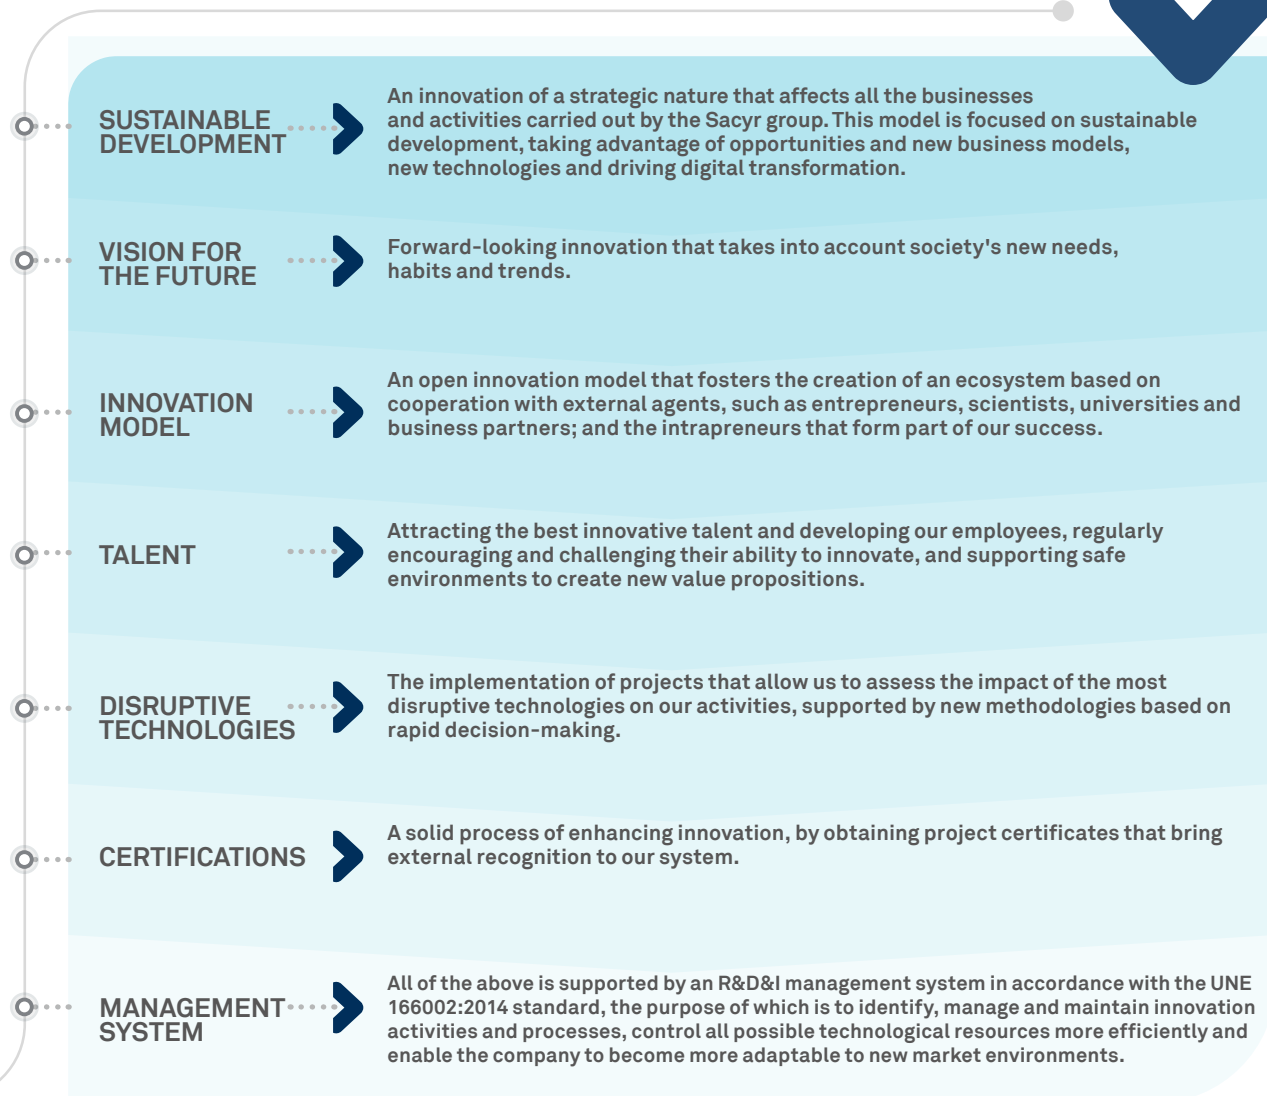 SUSTAINABLE
DEVELOPMENT
An innovation of a strategic nature that affects all the businesses
and activities carried out by the Sacyr group. This model is focused on sustainable
development, taking advantage of opportunities and new business models,
new technologies and driving digital transformation.
VISION FOR
THE FUTURE
Forward-looking innovation that takes into account society's new needs,
habits and trends.
INNOVATION
MODEL
An open innovation model that fosters the creation of an ecosystem based on
cooperation with external agents, such as entrepreneurs, scientists, universities and
business partners; and the intrapreneurs that form part of our success.
TALENT
Attracting the best innovative talent and developing our employees, regularly
encouraging and challenging their ability to innovate, and supporting safe
environments to create new value propositions.
DISRUPTIVE
TECHNOLOGIES
The implementation of projects that allow us to assess the impact of the most
disruptive technologies on our activities, supported by new methodologies based on
rapid decision-making.
CERTIFICATIONS
A solid process of enhancing innovation, by obtaining project certificates that bring
external recognition to our system.
MANAGEMENT
SYSTEM
All of the above is supported by an R&D&I management system in accordance with the UNE
166002:2014 standard, the purpose of which is to identify, manage and maintain innovation
activities and processes, control all possible technological resources more efficiently and
enable the company to become more adaptable to new market environments.